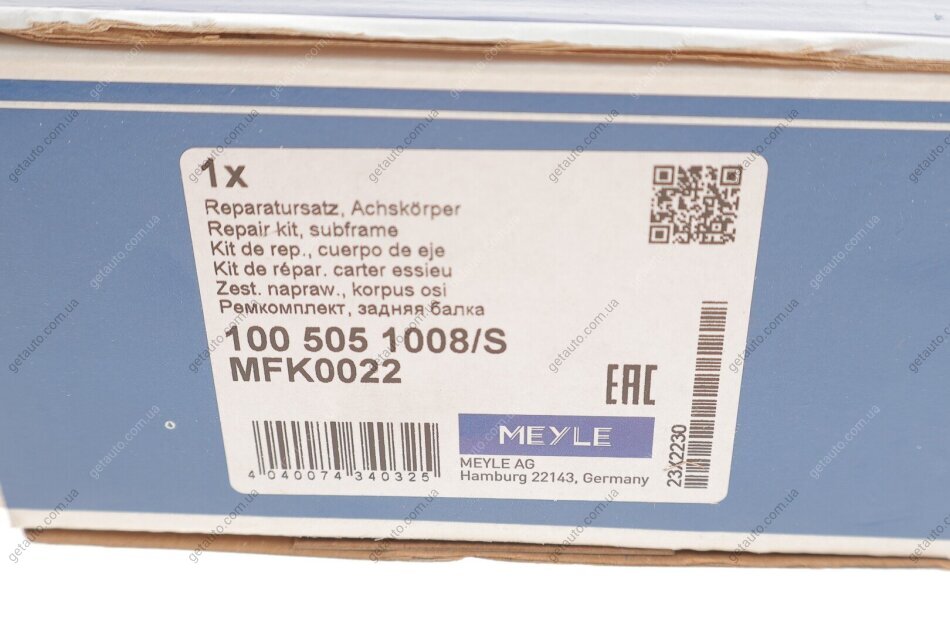 1x
Reparatursatz, Achskörper
Repair kit, subframe
Kit de rep., cuerpo de eje
Kit de répar. carter essieu
Zest. napraw., korpus osi
Ремкомплект, задняя балка
100 505 1008/S
MFK0022
EAC
MEYLE
MEYLE AG
Hamburg 22143, Germany
4 040074 340325
23X2230
getauto.com.ua